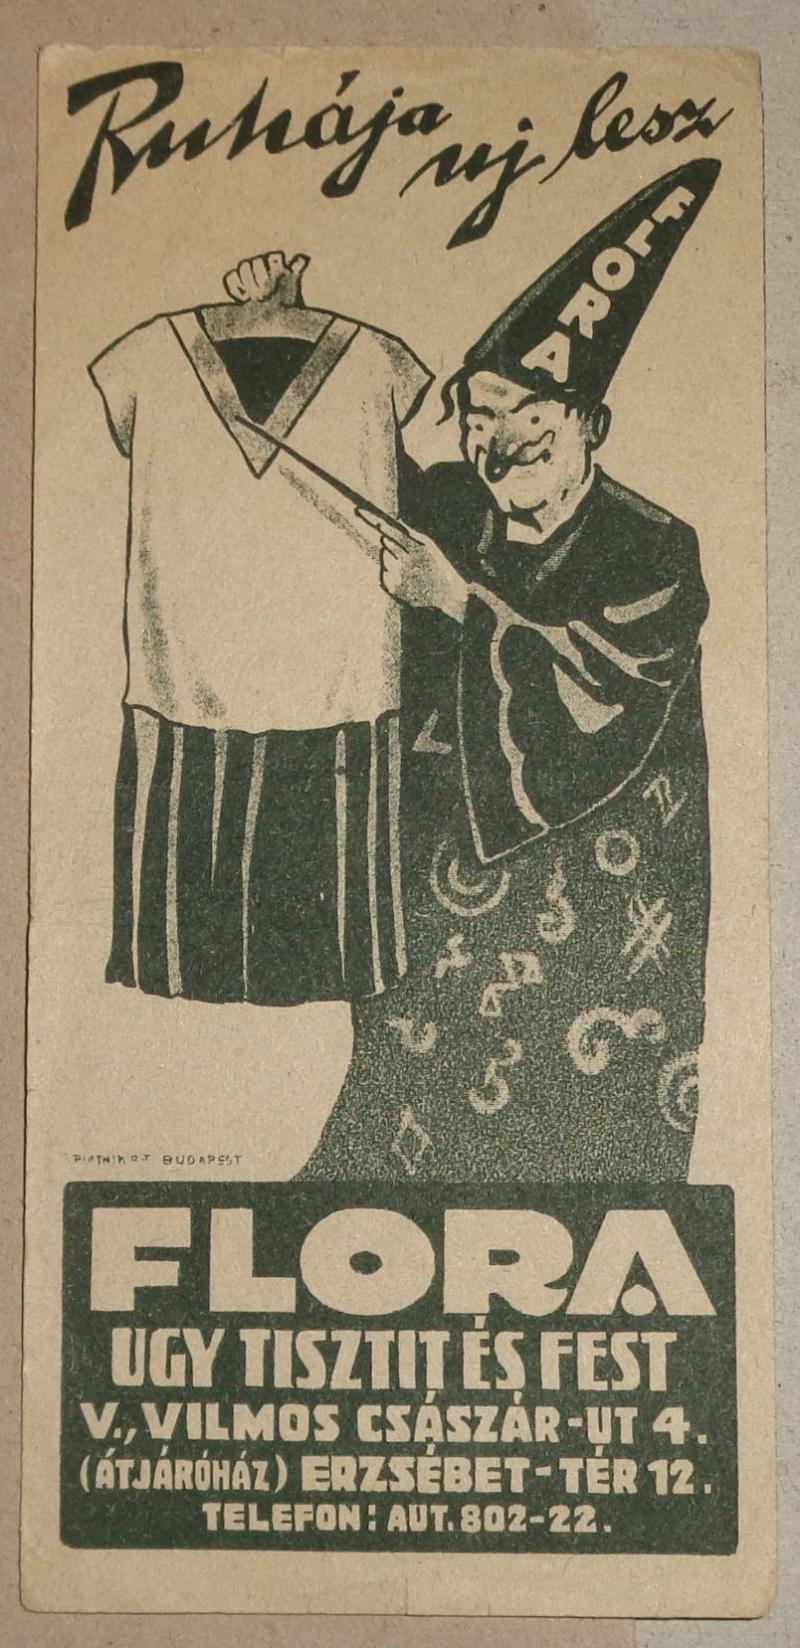 Ruhája uj lesz
FLORA
PIATNIK R-T BUDAPEST
FLORA
UGY TISZTIT ÉS FEST
V., VILMOS CSÁSZÁR-UT 4.
(ÁTJÁRÓHÁZ) ERZSÉBET-TÉR 12.
TELEFON: AUT. 802-22.